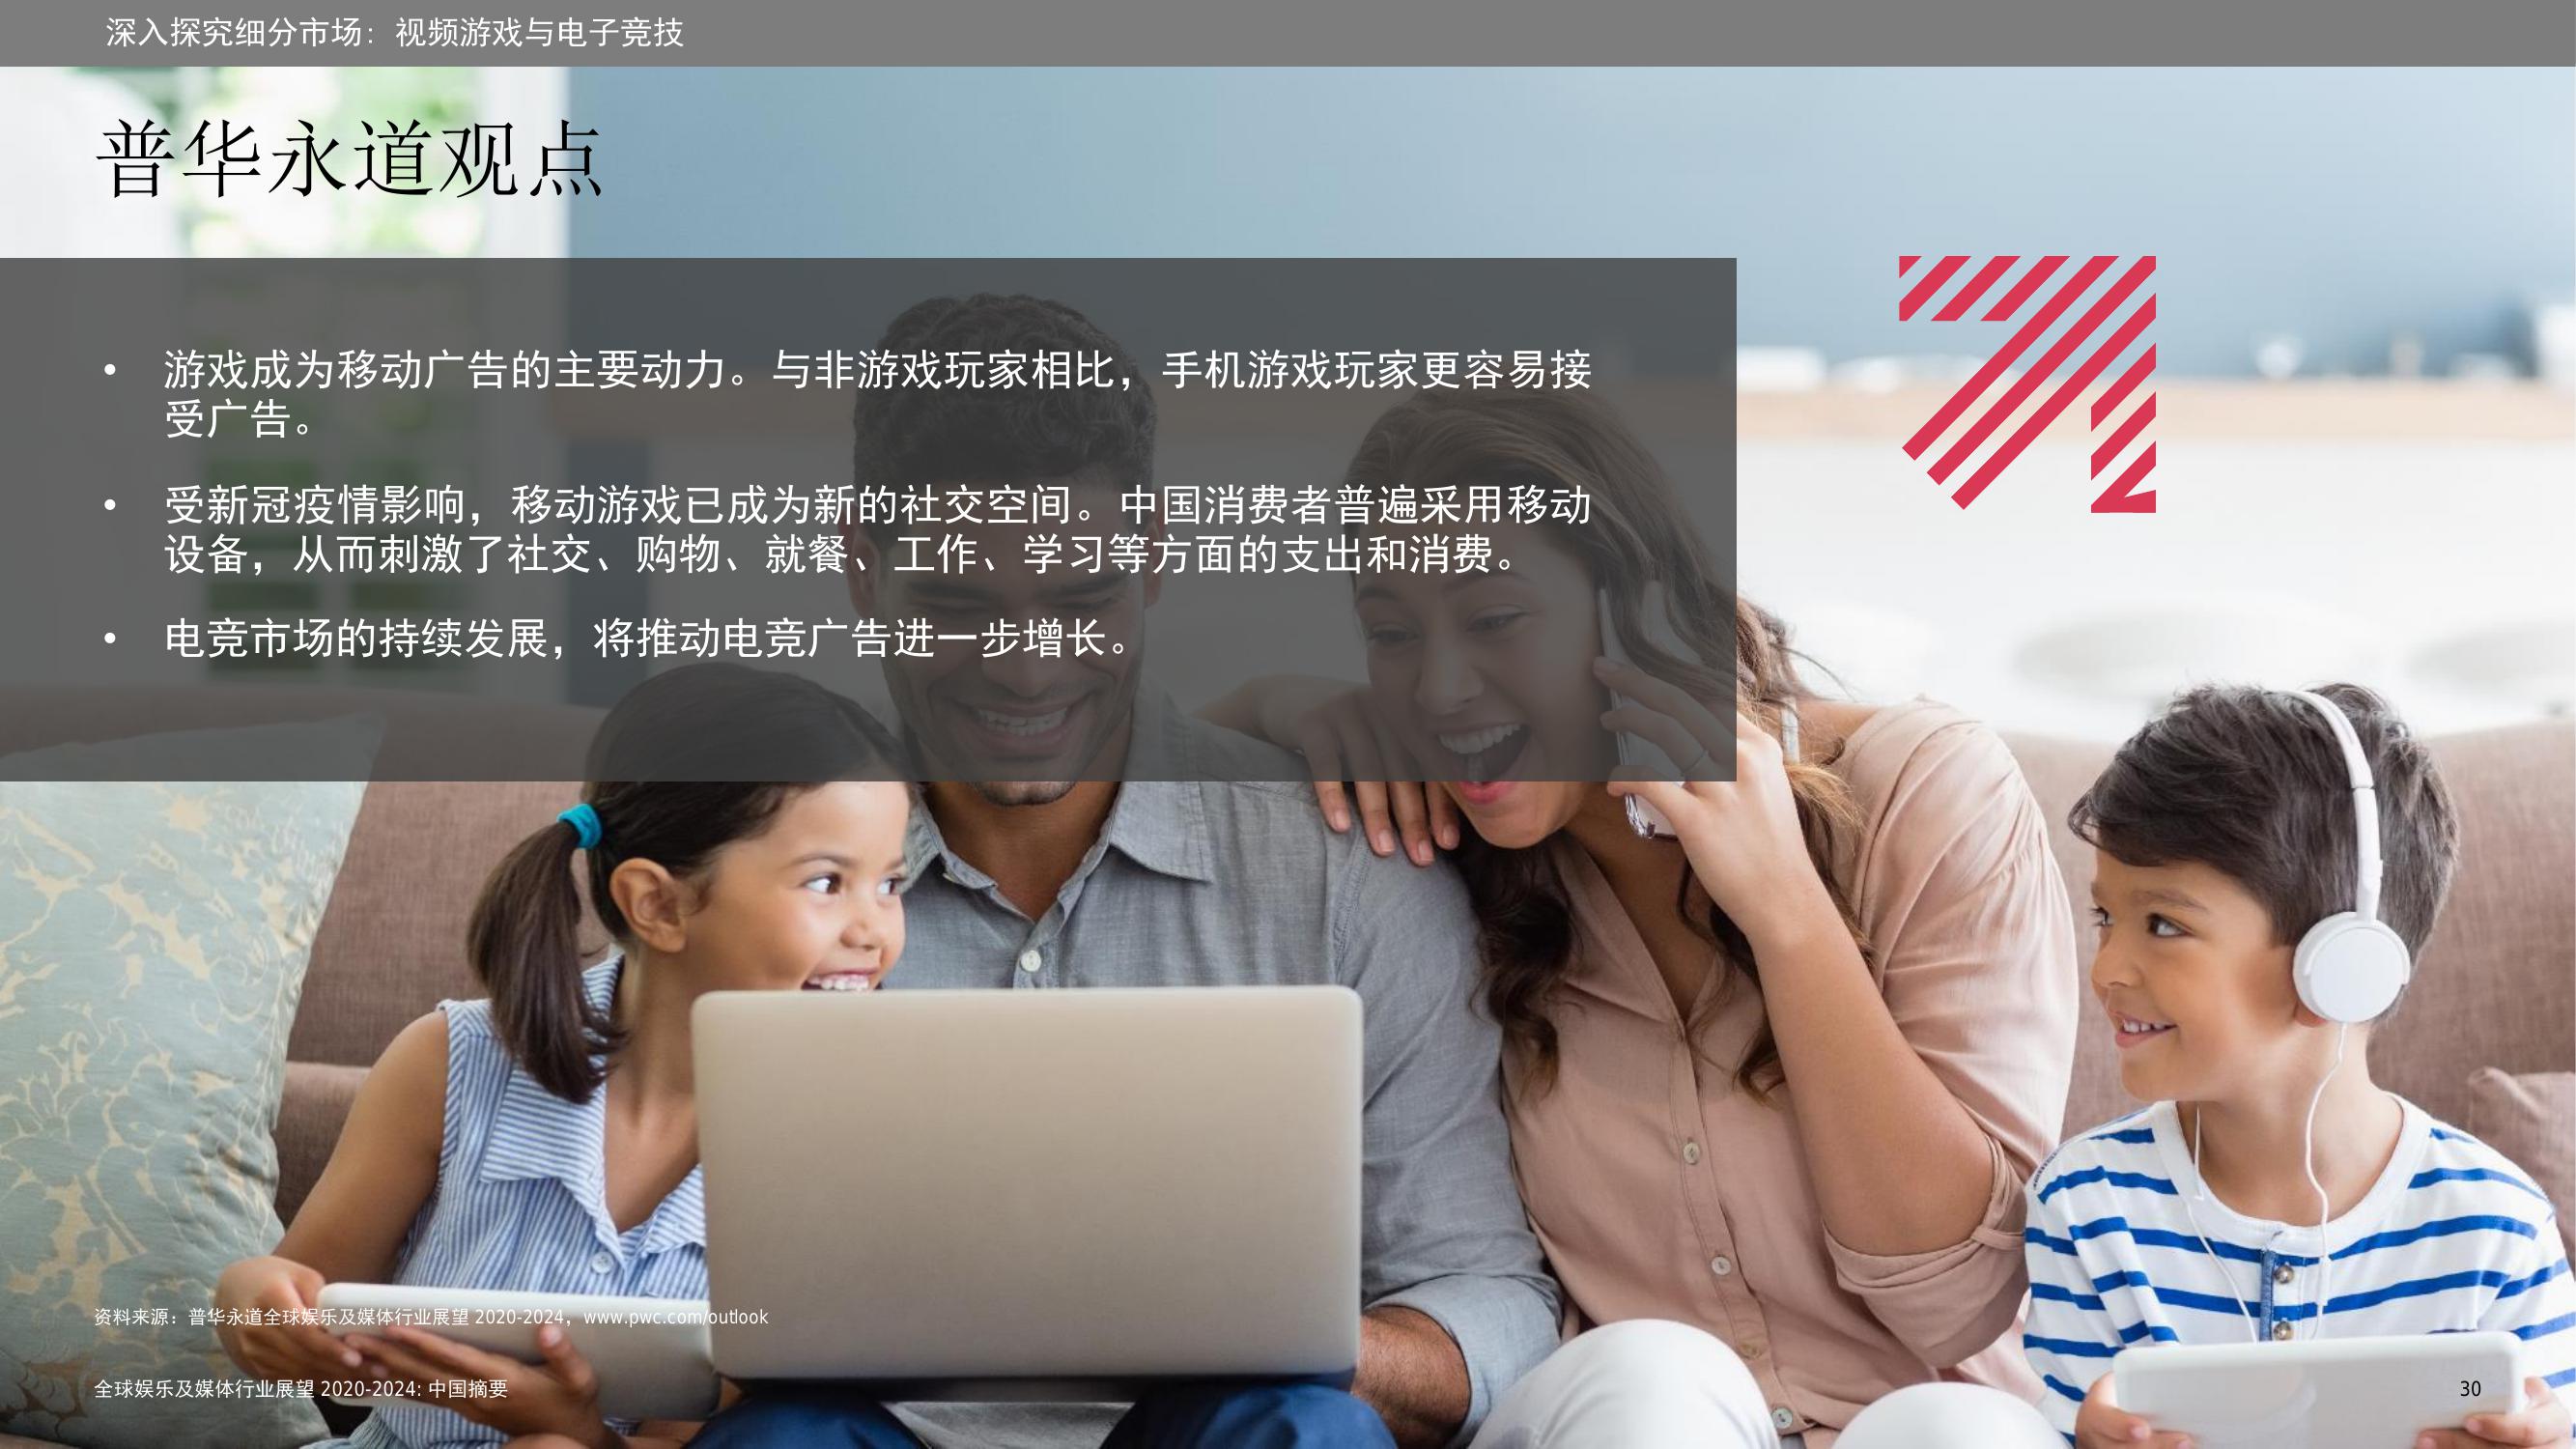 深入探究细分市场：视频游戏与电子竞技
普华永道观点
• 游戏成为移动广告的主要动力。与非游戏玩家相比，手机游戏玩家更容易接
受广告。
• 受新冠疫情影响，移动游戏已成为新的社交空间。中国消费者普遍采用移动
设备，从而刺激了社交、购物、就餐、工作、学习等方面的支出和消费。
• 电竞市场的持续发展，将推动电竞广告进一步增长。
资料来源：普华永道全球娱乐及媒体行业展望 2020-2024，www.pwc.com/outlook
全球娱乐及媒体行业展望 2020-2024: 中国摘要
30